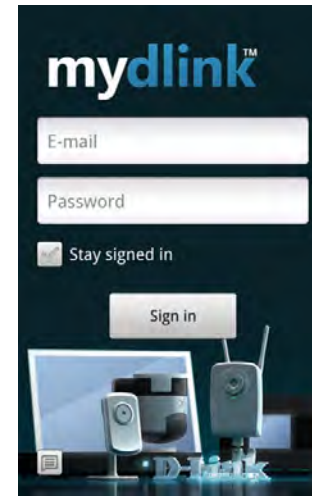 mydlink™
E-mail
Password
Stay signed in
Sign in
D-Link